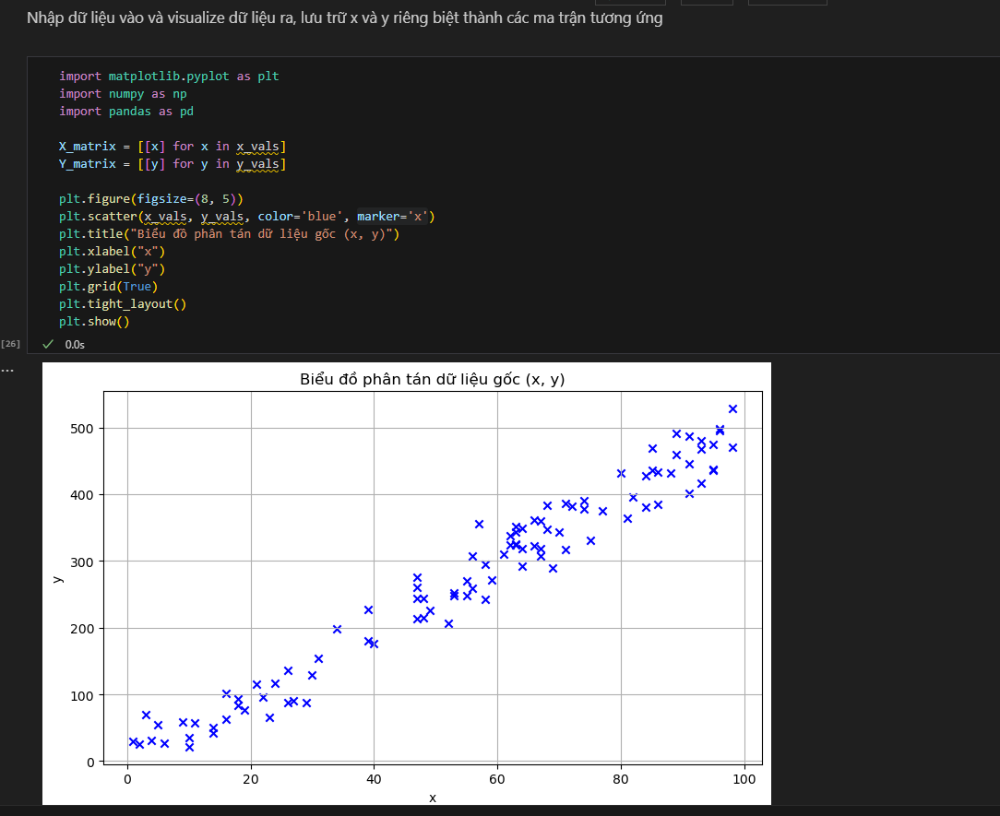 Nhập dữ liệu vào và visualize dữ liệu ra, lưu trữ x và y riêng biệt thành các ma trận tương ứng
import matplotlib.pyplot as plt
import numpy as np
import pandas as pd
X_matrix = [[x] for x in x_vals]
Y_matrix = [[y] for y in y_vals]
plt.figure(figsize=(8, 5))
plt.scatter(x_vals, y_vals, color='blue', marker='x')
plt.title("Biểu đồ phân tán dữ liệu gốc (x, y)")
plt.xlabel("x")
plt.ylabel("y")
plt.grid(True)
plt.tight_layout()
plt.show()
[26]
0.0s
...
Biểu đồ phân tán dữ liệu gốc (x, y)
500
400
300
200
100
0
y
0 20 40 60 80 100
x